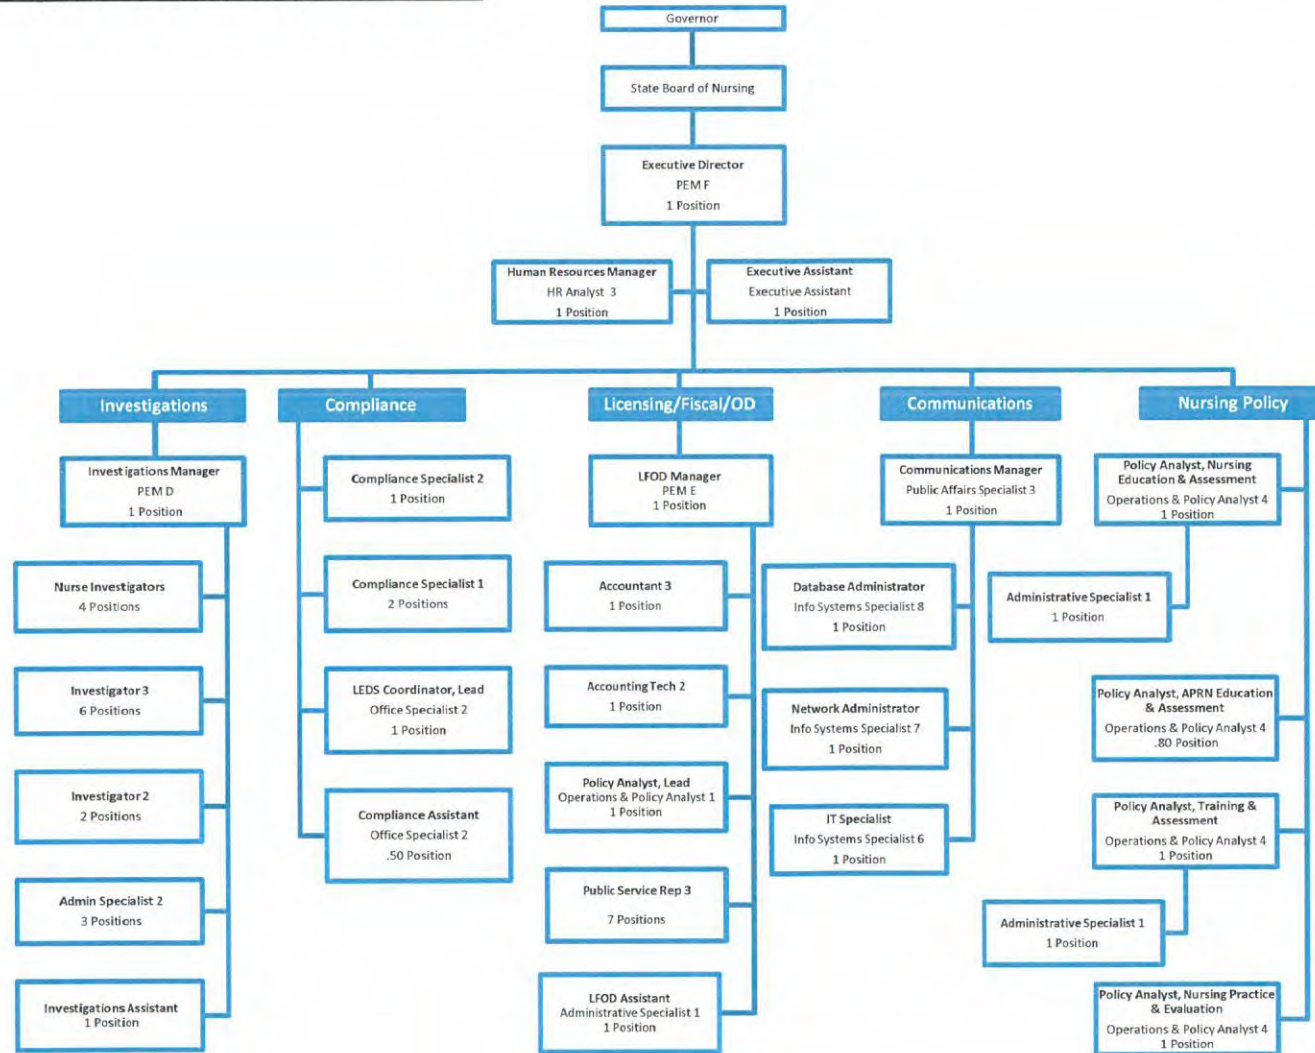 Governor
State Board of Nursing
Executive Director
PEM F
1 Position
Human Resources Manager
HR Analyst 3
1 Position
Executive Assistant
Executive Assistant
1 Position
Investigations
Investigations Manager
PEM D
1 Position
Nurse Investigators
4 Positions
Investigator 3
6 Positions
Investigator 2
2 Positions
Admin Specialist 2
3 Positions
Investigations Assistant
1 Position
Compliance
Compliance Specialist 2
1 Position
Compliance Specialist 1
2 Positions
LEDS Coordinator, Lead
Office Specialist 2
1 Position
Compliance Assistant
Office Specialist 2
.50 Position
Licensing/Fiscal/OD
LFOD Manager
PEM E
1 Position
Accountant 3
1 Position
Accounting Tech 2
1 Position
Policy Analyst, Lead
Operations & Policy Analyst 1
1 Position
Public Service Rep 3
7 Positions
LFOD Assistant
Administrative Specialist 1
1 Position
Communications
Communications Manager
Public Affairs Specialist 3
1 Position
Database Administrator
Info Systems Specialist 8
1 Position
Network Administrator
Info Systems Specialist 7
1 Position
IT Specialist
Info Systems Specialist 6
1 Position
Nursing Policy
Policy Analyst, Nursing
Education & Assessment
Operations & Policy Analyst 4
1 Position
Administrative Specialist 1
1 Position
Policy Analyst, APRN Education
& Assessment
Operations & Policy Analyst 4
.80 Position
Policy Analyst, Training &
Assessment
Operations & Policy Analyst 4
1 Position
Administrative Specialist 1
1 Position
Policy Analyst, Nursing Practice
& Evaluation
Operations & Policy Analyst 4
1 Position